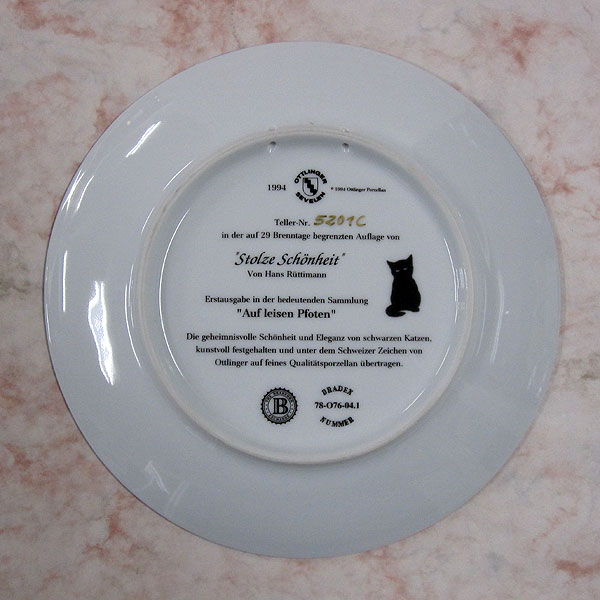 1994
OTTLINGER
SEVELEN
© 1994 Ottlinger Porzellan
Teller-Nr. 5201C
in der auf 29 Brenntage begrenzten Auflage von
"Stolze Schönheit"
Von Hans Rüttimann
Erstausgabe in der bedeutenden Sammlung
"Auf leisen Pfoten"
Die geheimnisvolle Schönheit und Eleganz von schwarzen Katzen,
kunstvoll festgehalten und unter dem Schweizer Zeichen von
Ottlinger auf feines Qualitätsporzellan übertragen.
B
BRADEX
78-O76-04.1
NUMMER